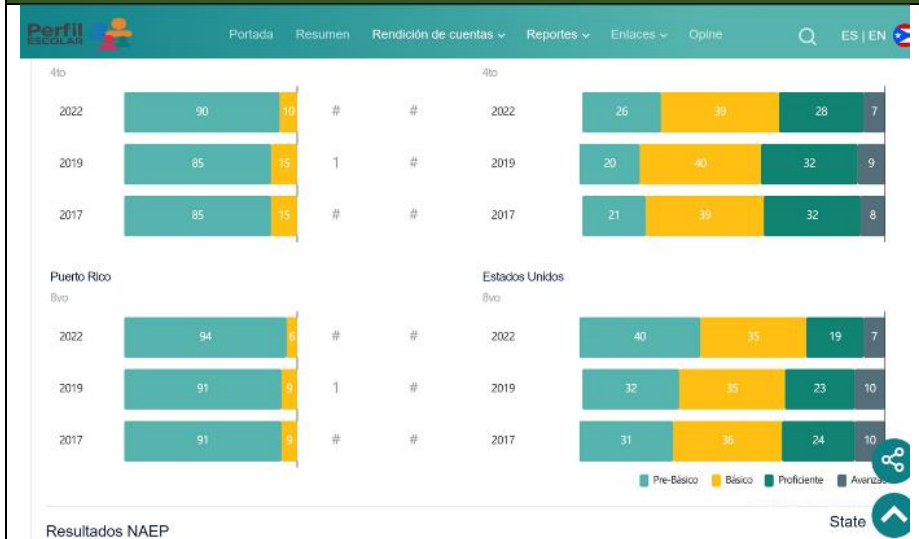 Perfil
ESCOLAR
Portada Resumen Rendición de cuentas Reportes Enlaces Opine ES | EN
4to 4to
2022 90 10 # # 2022 26 39 28 7
2019 85 15 1 # 2019 20 40 32 9
2017 85 15 # # 2017 21 39 32 8
Puerto Rico Estados Unidos
8vo 8vo
2022 94 6 # # 2022 40 35 19 7
2019 91 9 1 # 2019 32 35 23 10
2017 91 9 # # 2017 31 36 24 10
Pre-Básico Básico Proficiente
Resultados NAEP State